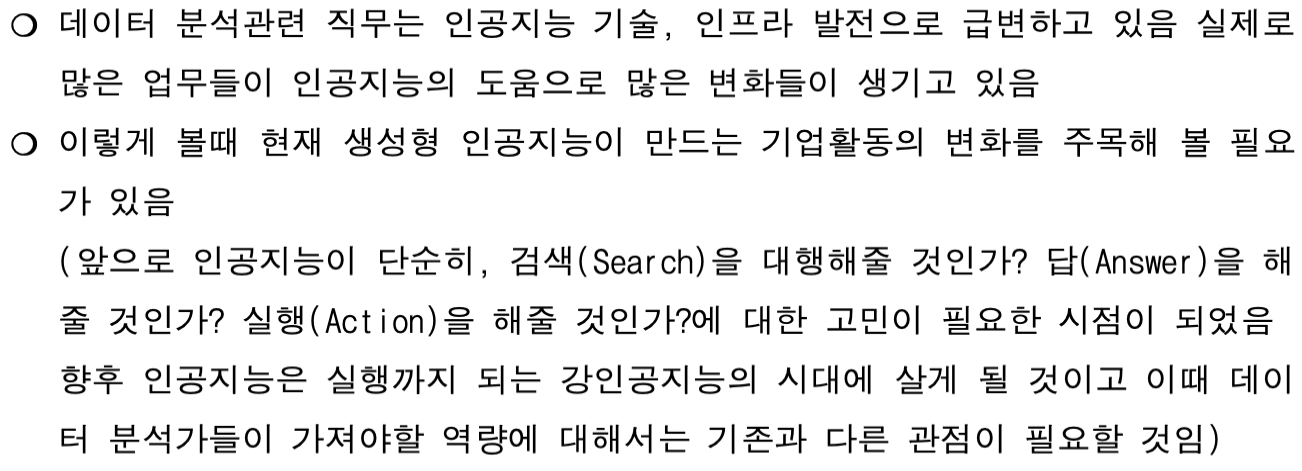 ❍ 데이터 분석관련 직무는 인공지능 기술, 인프라 발전으로 급변하고 있음 실제로
많은 업무들이 인공지능의 도움으로 많은 변화들이 생기고 있음
❍ 이렇게 볼때 현재 생성형 인공지능이 만드는 기업활동의 변화를 주목해 볼 필요
가 있음
(앞으로 인공지능이 단순히, 검색(Search)을 대행해줄 것인가? 답(Answer)을 해
줄 것인가? 실행(Action)을 해줄 것인가?에 대한 고민이 필요한 시점이 되었음
향후 인공지능은 실행까지 되는 강인공지능의 시대에 살게 될 것이고 이때 데이
터 분석가들이 가져야할 역량에 대해서는 기존과 다른 관점이 필요할 것임)